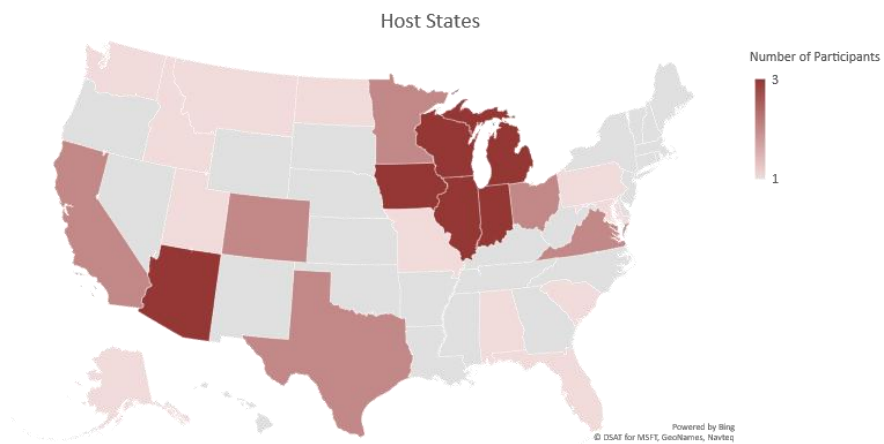 Host States
Number of Participants
3
1
Powered by Bing
© DSAT for MSFT, GeoNames, Navteq